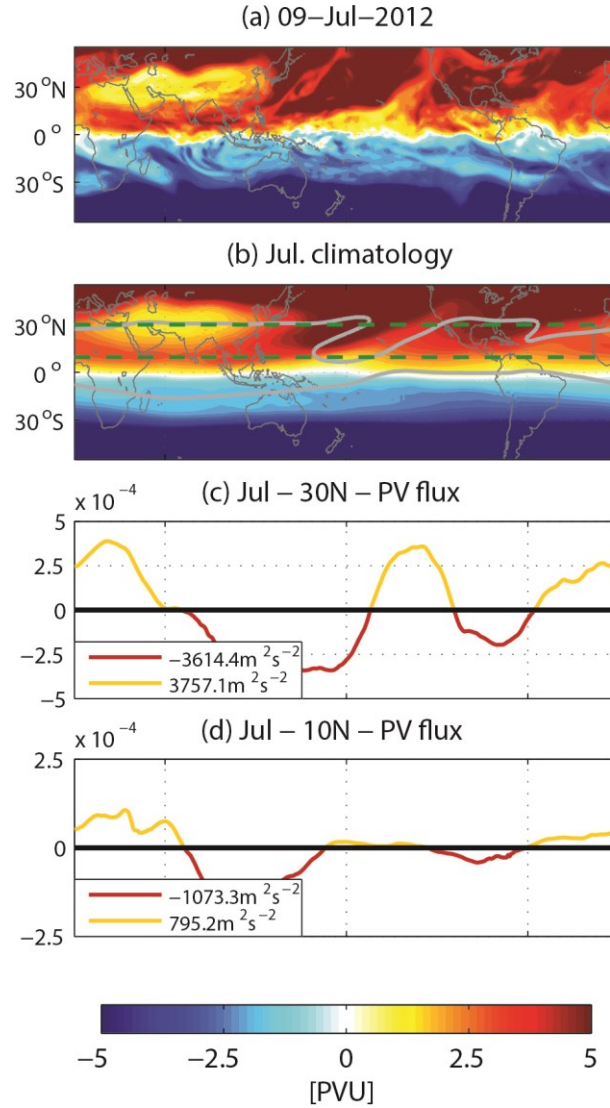 (a) 09−Jul−2012
30°N
0°
30°S
(b) Jul. climatology
30°N
0°
30°S
(c) Jul − 30N − PV flux
x 10⁻⁴
5
2.5
0
−2.5
−5
−3614.4m ²s⁻²
3757.1m ²s⁻²
(d) Jul − 10N − PV flux
x 10⁻⁴
2.5
0
−2.5
−1073.3m ²s⁻²
795.2m ²s⁻²
−5 −2.5 0 2.5 5
[PVU]